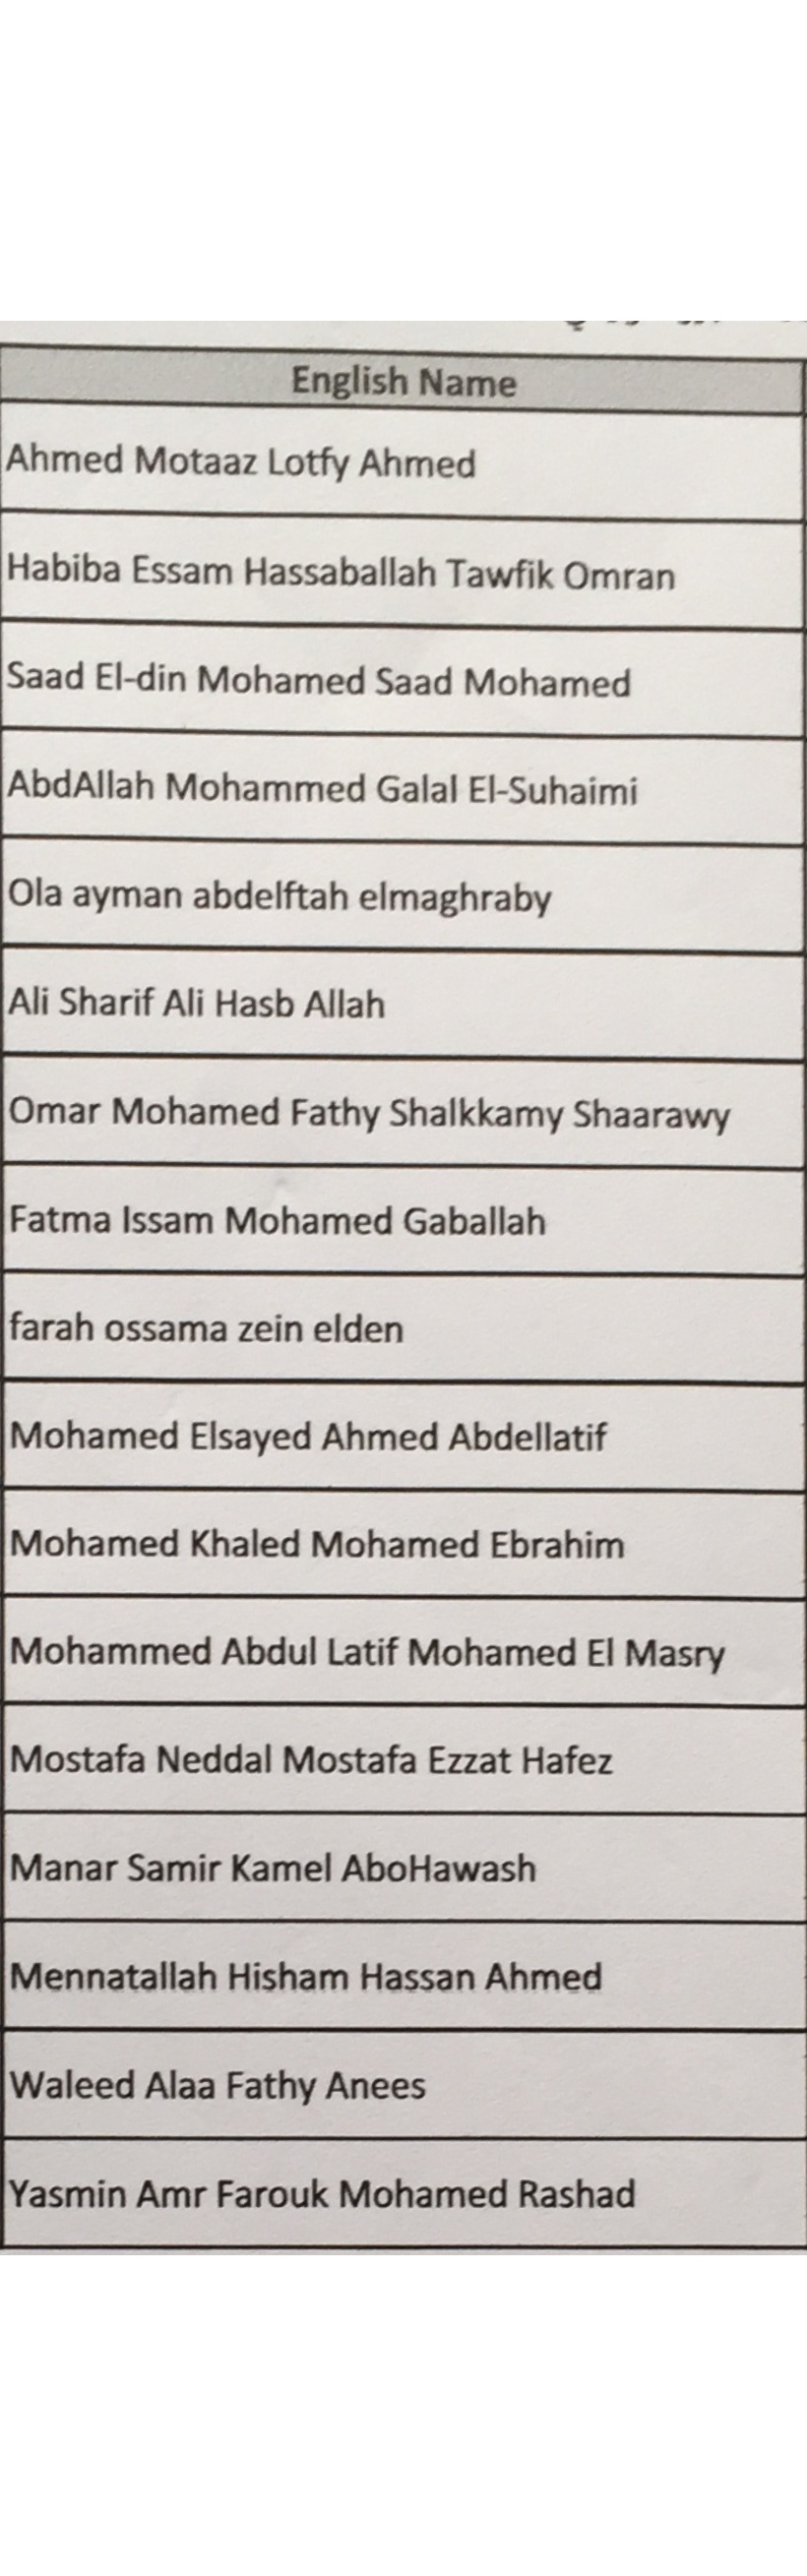 English Name
Ahmed Motaaz Lotfy Ahmed
Habiba Essam Hassaballah Tawfik Omran
Saad El-din Mohamed Saad Mohamed
AbdAllah Mohammed Galal El-Suhaimi
Ola ayman abdelftah elmaghraby
Ali Sharif Ali Hasb Allah
Omar Mohamed Fathy Shalkkamy Shaarawy
Fatma Issam Mohamed Gaballah
farah ossama zein elden
Mohamed Elsayed Ahmed Abdellatif
Mohamed Khaled Mohamed Ebrahim
Mohammed Abdul Latif Mohamed El Masry
Mostafa Neddal Mostafa Ezzat Hafez
Manar Samir Kamel AboHawash
Mennatallah Hisham Hassan Ahmed
Waleed Alaa Fathy Anees
Yasmin Amr Farouk Mohamed Rashad